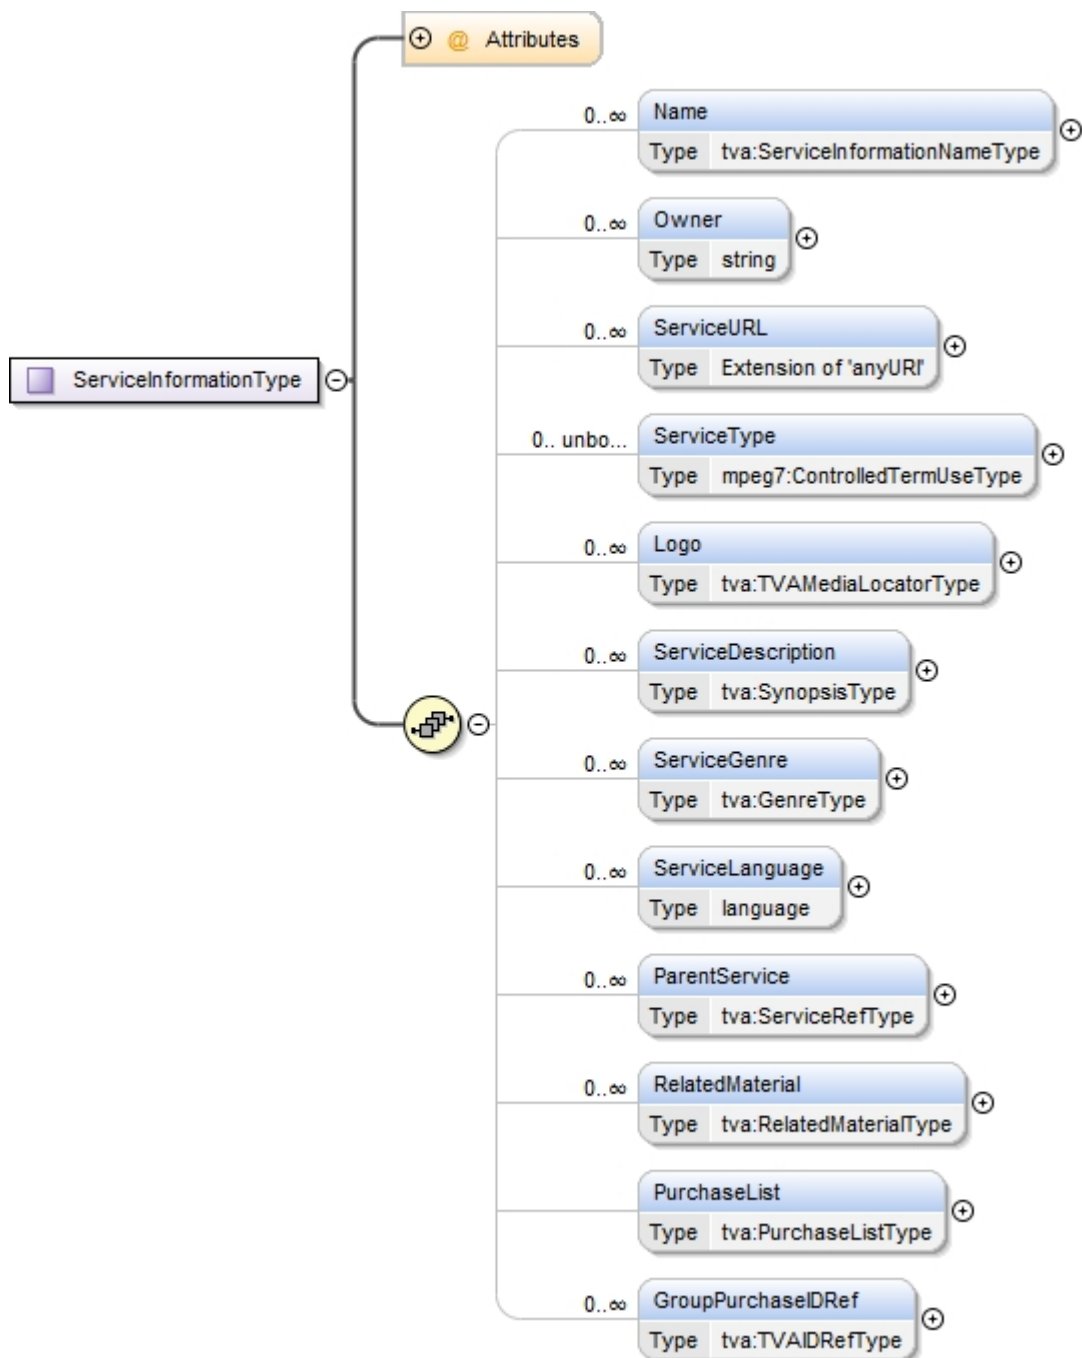 @ Attributes
0..∞ Name
Type tva:ServiceInformationNameType
0..∞ Owner
Type string
0..∞ ServiceURL
Type Extension of 'anyURI'
ServiceInformationType
0.. unbo... ServiceType
Type mpeg7:ControlledTermUseType
0..∞ Logo
Type tva:TVAMediaLocatorType
0..∞ ServiceDescription
Type tva:SynopsisType
0..∞ ServiceGenre
Type tva:GenreType
0..∞ ServiceLanguage
Type language
0..∞ ParentService
Type tva:ServiceRefType
0..∞ RelatedMaterial
Type tva:RelatedMaterialType
PurchaseList
Type tva:PurchaseListType
0..∞ GroupPurchaseIDRef
Type tva:TVAIDRefType